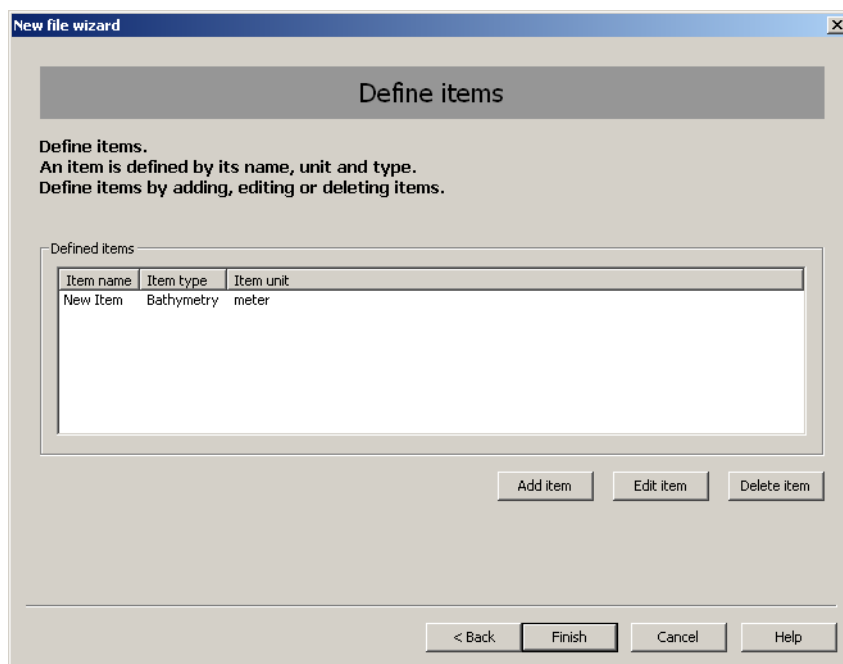 New file wizard
Define items
Define items.
An item is defined by its name, unit and type.
Define items by adding, editing or deleting items.
Defined items
Item name Item type Item unit
New Item Bathymetry meter
Add item Edit item Delete item
< Back Finish Cancel Help